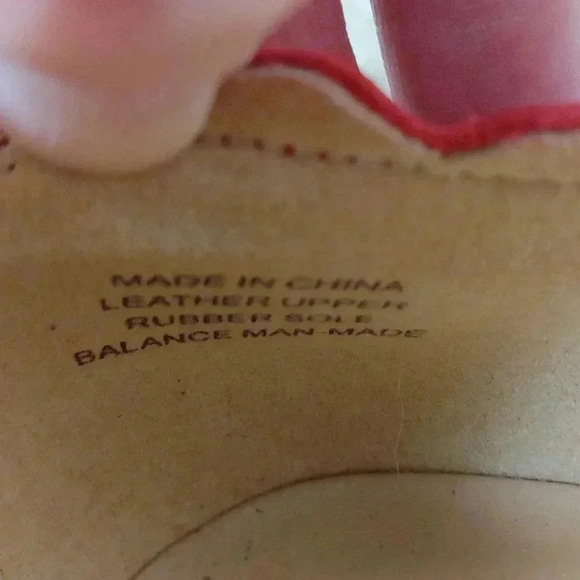 MADE IN CHINA
LEATHER UPPER
RUBBER SOLE
BALANCE MAN-MADE